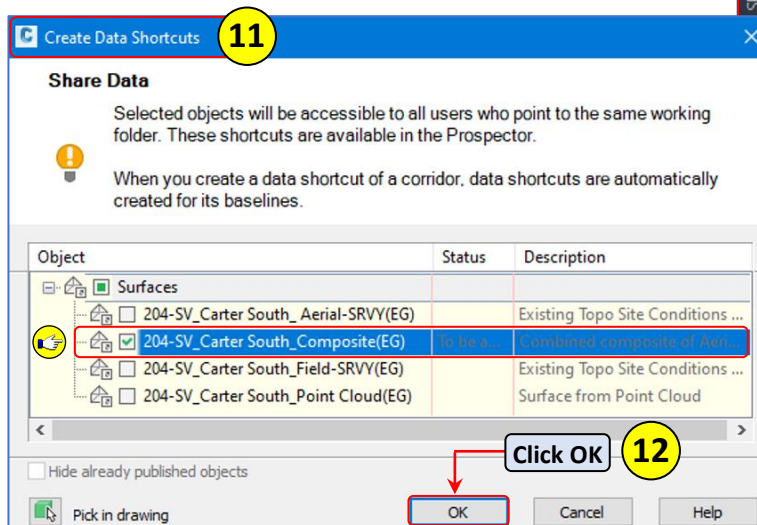 Create Data Shortcuts
11
Share Data
Selected objects will be accessible to all users who point to the same working
folder. These shortcuts are available in the Prospector.
When you create a data shortcut of a corridor, data shortcuts are automatically
created for its baselines.
Object Status Description
Surfaces
204-SV_Carter South_ Aerial-SRVY(EG) Existing Topo Site Conditions ...
204-SV_Carter South_Composite(EG) To be a... Combined composite of Aeri...
204-SV_Carter South_Field-SRVY(EG) Existing Topo Site Conditions ...
204-SV_Carter South_Point Cloud(EG) Surface from Point Cloud
Click OK 12
Hide already published objects
Pick in drawing OK Cancel Help